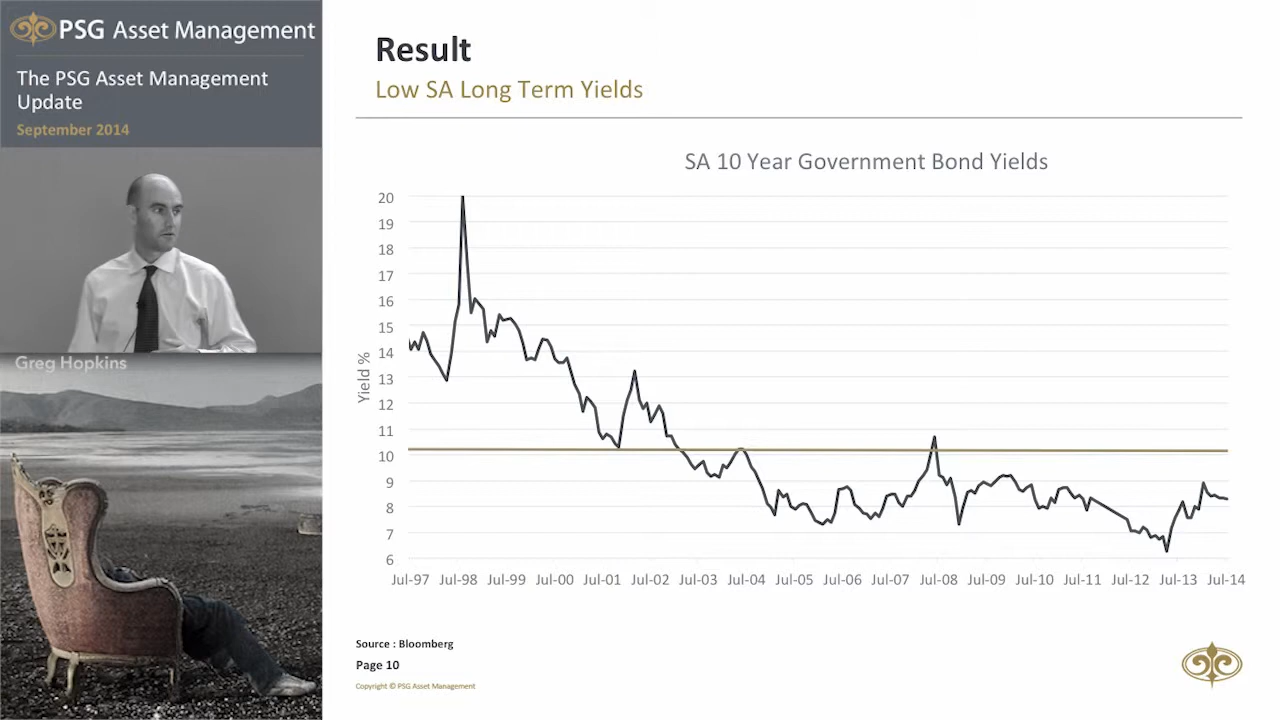 PSG Asset Management
The PSG Asset Management
Update
September 2014
Greg Hopkins
Result
Low SA Long Term Yields
SA 10 Year Government Bond Yields
Yield %
20
19
18
17
16
15
14
13
12
11
10
9
8
7
6
Jul-97 Jul-98 Jul-99 Jul-00 Jul-01 Jul-02 Jul-03 Jul-04 Jul-05 Jul-06 Jul-07 Jul-08 Jul-09 Jul-10 Jul-11 Jul-12 Jul-13 Jul-14
Source : Bloomberg
Page 10
Copyright © PSG Asset Management